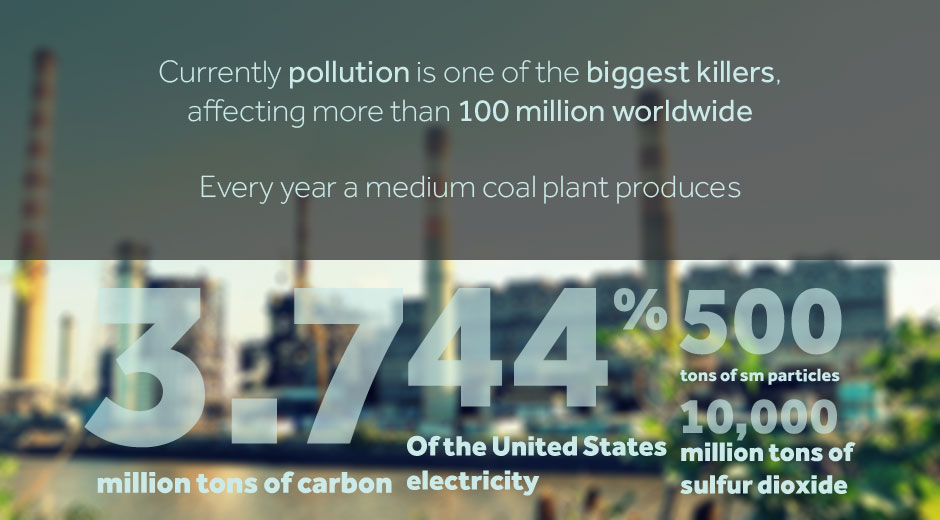 Currently pollution is one of the biggest killers,
affecting more than 100 million worldwide
Every year a medium coal plant produces
3.7
million tons of carbon
44%
Of the United States
electricity
500
tons of sm particles
10,000
million tons of
sulfur dioxide